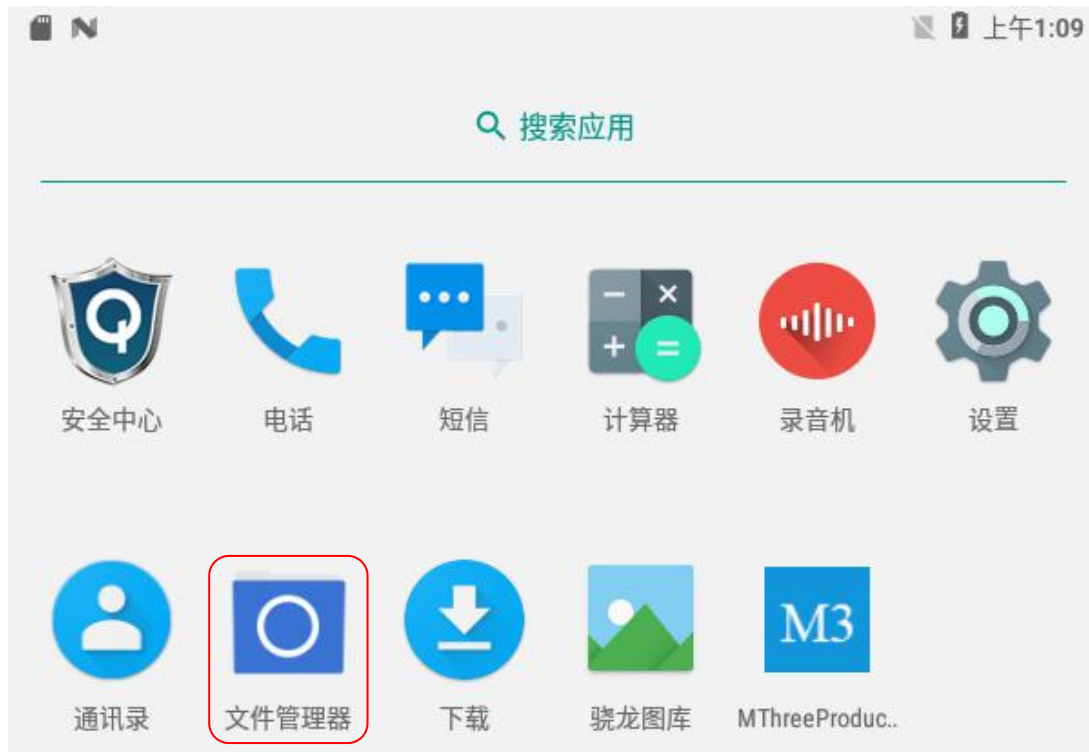 上午1:09
搜索应用
Q
安全中心 电话 短信 计算器 录音机 设置
M3
通讯录 文件管理器 下载 骁龙图库 MThreeProduc..